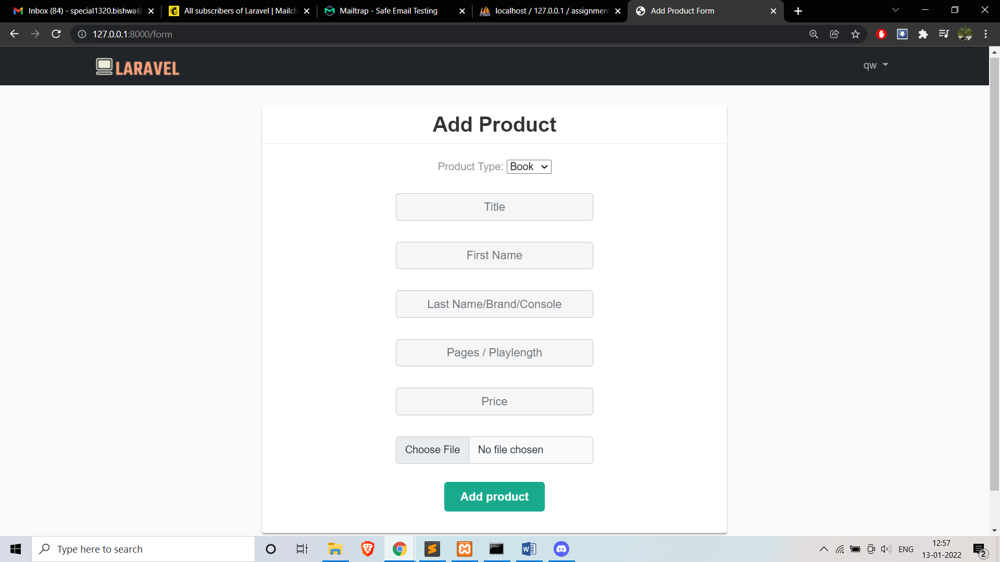 Inbox (84) - special1320.bishwa@
All subscribers of Laravel | Mailch
Mailtrap - Safe Email Testing
localhost / 127.0.0.1 / assignment
Add Product Form
127.0.0.1:8000/form
LARAVEL
qw
Add Product
Product Type: Book
Title
First Name
Last Name/Brand/Console
Pages / Playlength
Price
Choose File No file chosen
Add product
Type here to search
ENG
12:57
13-01-2022
2